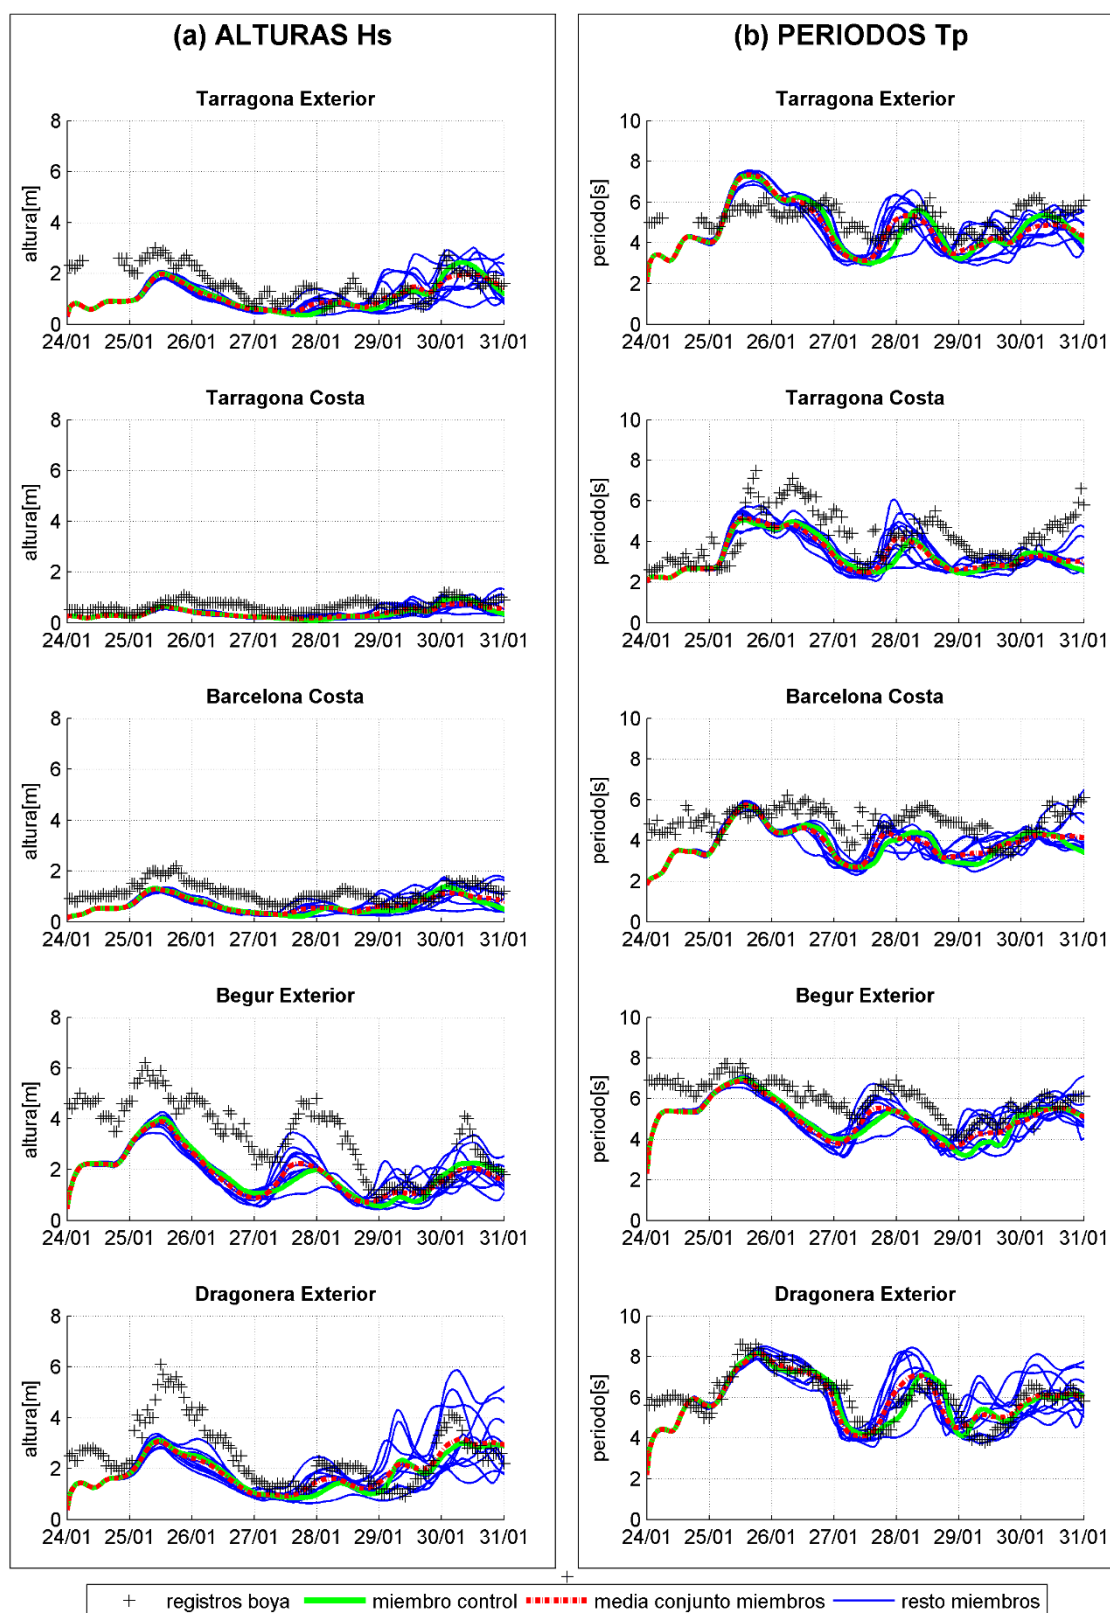 (a) ALTURAS Hs
Tarragona Exterior
altura[m]
8
6
4
2
0
24/01 25/01 26/01 27/01 28/01 29/01 30/01 31/01
Tarragona Costa
altura[m]
8
6
4
2
0
24/01 25/01 26/01 27/01 28/01 29/01 30/01 31/01
Barcelona Costa
altura[m]
8
6
4
2
0
24/01 25/01 26/01 27/01 28/01 29/01 30/01 31/01
Begur Exterior
altura[m]
8
6
4
2
0
24/01 25/01 26/01 27/01 28/01 29/01 30/01 31/01
Dragonera Exterior
altura[m]
8
6
4
2
0
24/01 25/01 26/01 27/01 28/01 29/01 30/01 31/01
(b) PERIODOS Tp
Tarragona Exterior
periodo[s]
10
8
6
4
2
0
24/01 25/01 26/01 27/01 28/01 29/01 30/01 31/01
Tarragona Costa
periodo[s]
10
8
6
4
2
0
24/01 25/01 26/01 27/01 28/01 29/01 30/01 31/01
Barcelona Costa
periodo[s]
10
8
6
4
2
0
24/01 25/01 26/01 27/01 28/01 29/01 30/01 31/01
Begur Exterior
periodo[s]
10
8
6
4
2
0
24/01 25/01 26/01 27/01 28/01 29/01 30/01 31/01
Dragonera Exterior
periodo[s]
10
8
6
4
2
0
24/01 25/01 26/01 27/01 28/01 29/01 30/01 31/01
registros boya miembro control media conjunto miembros resto miembros